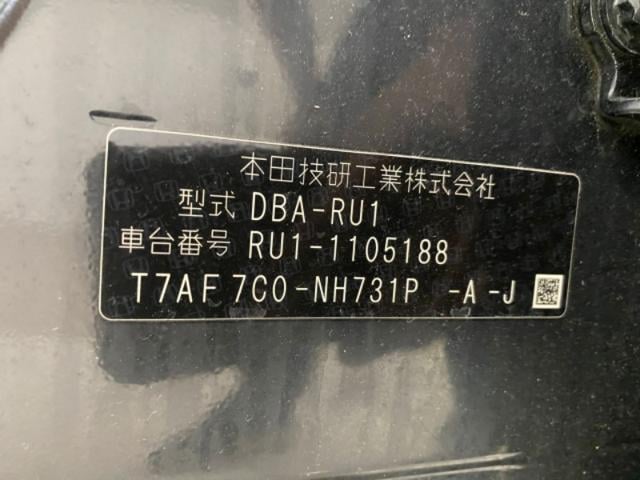 本田技研工業株式会社
型式 DBA-RU1
車台番号 RU1-1105188
T7AF7C0-NH731P -A-J